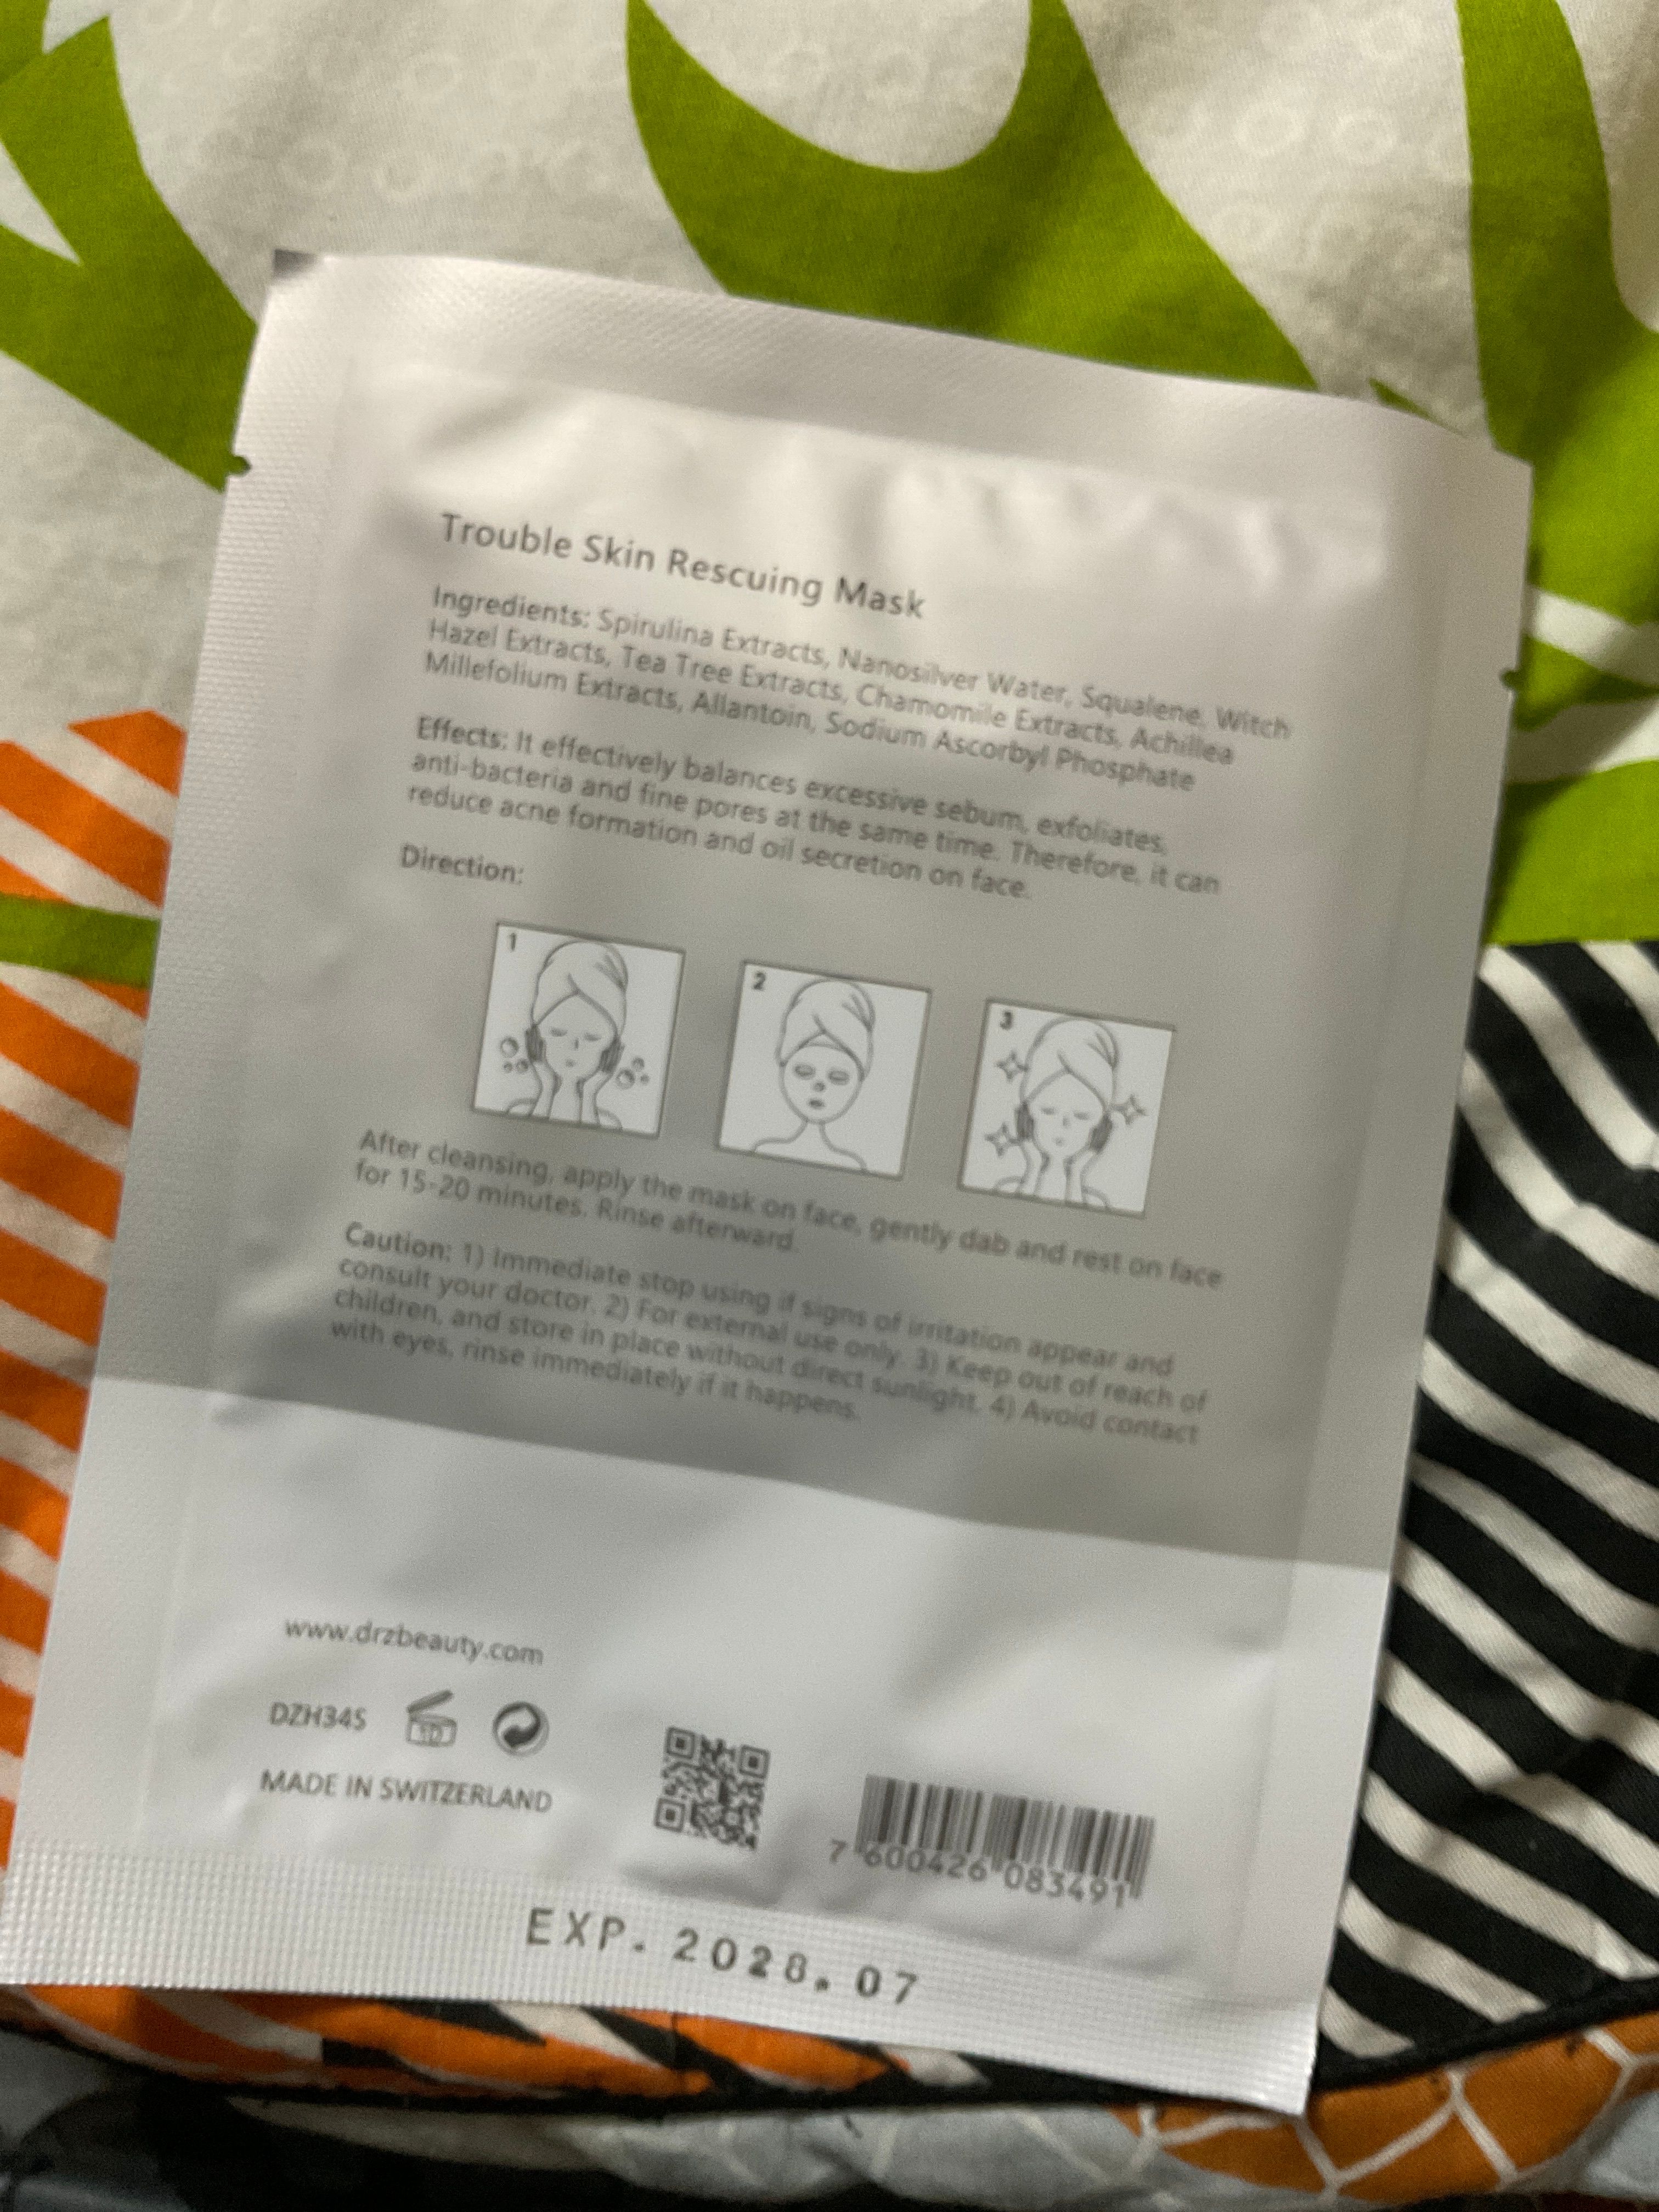 Trouble Skin Rescuing Mask
Ingredients: Spirulina Extracts, Nanosilver Water, Squalene, Witch
Hazel Extracts, Tea Tree Extracts, Chamomile Extracts, Achillea
Millefolium Extracts, Allantoin, Sodium Ascorbyl Phosphate
Effects: It effectively balances excessive sebum, exfoliates,
anti-bacteria and fine pores at the same time. Therefore, it can
reduce acne formation and oil secretion on face.
Direction:
1
2
3
After cleansing, apply the mask on face, gently dab and rest on face
for 15-20 minutes. Rinse afterward.
Caution: 1) Immediate stop using if signs of irritation appear and
consult your doctor. 2) For external use only. 3) Keep out of reach of
children, and store in place without direct sunlight. 4) Avoid contact
with eyes, rinse immediately if it happens.
www.drzbeauty.com
DZH345
MADE IN SWITZERLAND
7 600426 083491
EXP. 2028.07